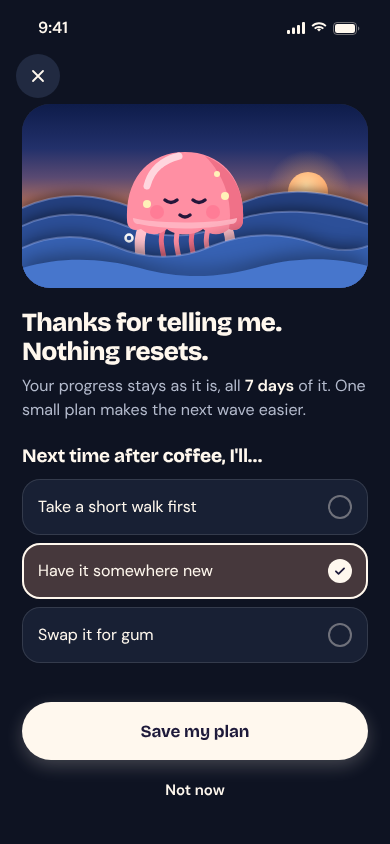 9:41
Thanks for telling me.
Nothing resets.
Your progress stays as it is, all 7 days of it. One
small plan makes the next wave easier.
Next time after coffee, I'll...
Take a short walk first
Have it somewhere new
Swap it for gum
Save my plan
Not now